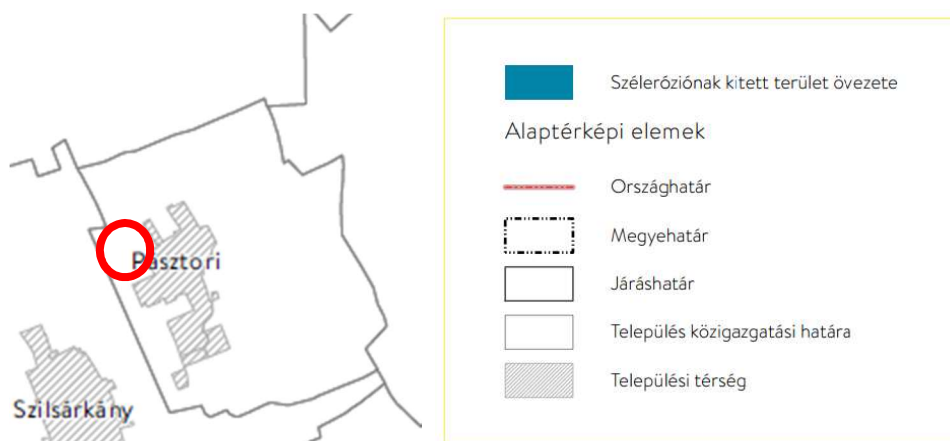 Pásztori
Szilsárkány
Széleróziónak kitett terület övezete
Alaptérképi elemek
Országhatár
Megyehatár
Járáshatár
Település közigazgatási határa
Települési térség